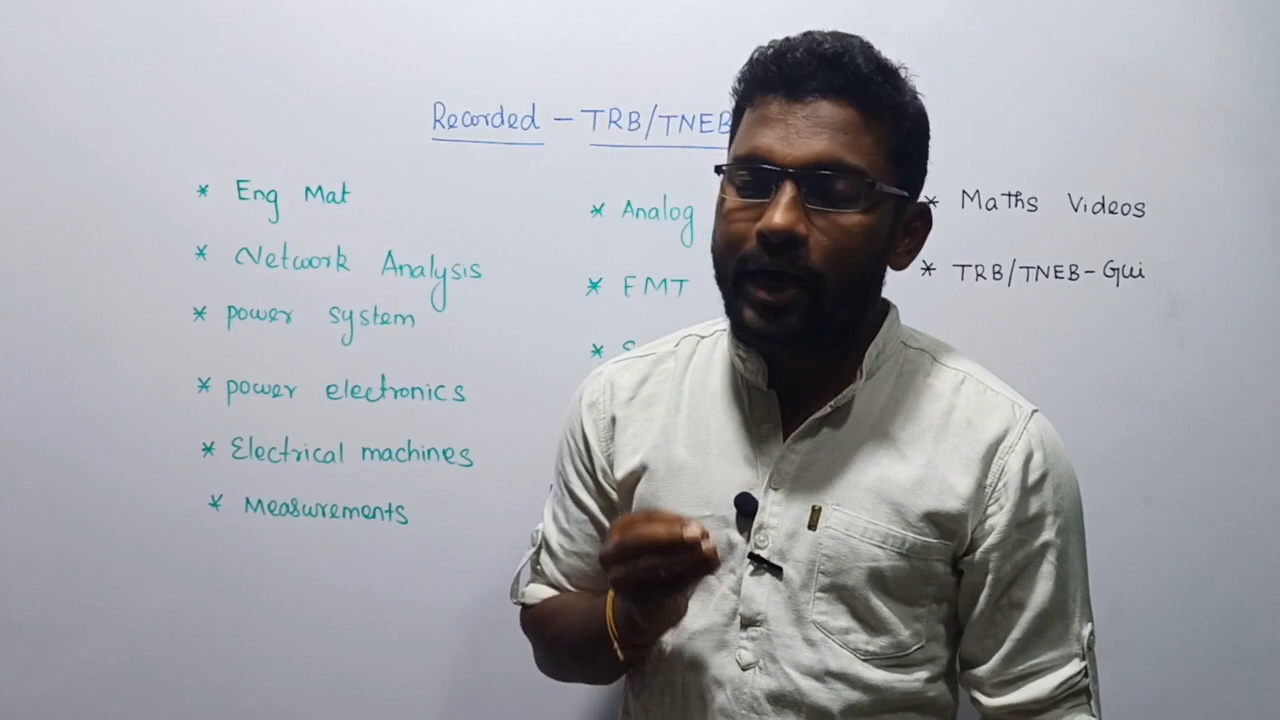 Recorded - TRB/TNEB
* Eng Mat
* Network Analysis
* power system
* power electronics
* Electrical machines
* Measurements
* Analog
* EMT
*
* Maths Videos
* TRB/TNEB-Gui